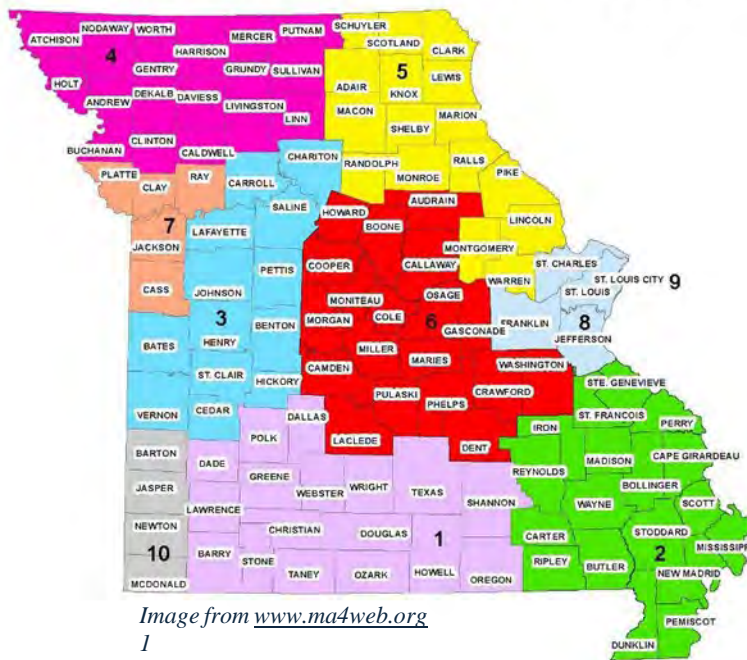 PUTNAM SCHUYLER
NODAWAY WORTH MERCER
ATCHISON HARRISON SCOTLAND CLARK
4 5
HOLT GENTRY GRUNDY SULLIVAN ADAIR KNOX LEWIS
ANDREW DEKALB DAVIESS LIVINGSTON MACON MARION
LINN SHELBY
BUCHANAN CLINTON CALDWELL CHARITON RANDOLPH MONROE RALLS PIKE
PLATTE CLAY RAY CARROLL
SALINE HOWARD AUDRAIN
7 LAFAYETTE BOONE LINCOLN
JACKSON MONTGOMERY
PETTIS COOPER CALLAWAY WARREN ST. CHARLES
CASS JOHNSON MONITEAU OSAGE ST. LOUIS ST. LOUIS CITY 9
3 MORGAN COLE 6 GASCONADE FRANKLIN 8
BATES HENRY BENTON MILLER MARIES JEFFERSON
ST. CLAIR HICKORY CAMDEN WASHINGTON
VERNON CEDAR PULASKI PHELPS CRAWFORD STE. GENEVIEVE
DALLAS ST. FRANCOIS
BARTON POLK LACLEDE DENT IRON PERRY
DADE MADISON CAPE GIRARDEAU
JASPER GREENE WEBSTER WRIGHT TEXAS SHANNON REYNOLDS BOLLINGER
LAWRENCE WAYNE SCOTT
NEWTON CHRISTIAN DOUGLAS CARTER STODDARD
10 BARRY STONE 1 MISSISSIPPI
MCDONALD TANEY OZARK HOWELL OREGON RIPLEY BUTLER 2
NEW MADRID
PEMISCOT
DUNKLIN
Image from www.ma4web.org
1